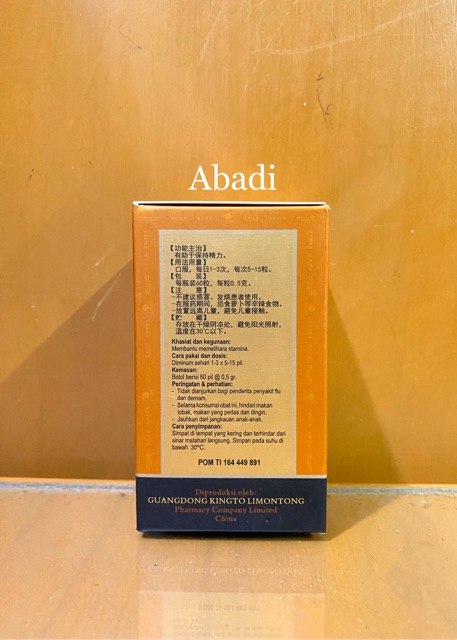 Abadi
【功能主治】
有助于保持精力。
【用法用量】
口服，每日1-3次，每次5-15粒。
【包 装】
每瓶装60粒，每粒0.5克。
【注 意】
-不建议感冒、发烧患者使用。
-在服药期间，忌食萝卜等辛辣食物。
-放置远离儿童，避免儿童接触。
【贮 藏】
存放在干燥阴凉处，避免阳光照射，
温度在30℃以下。
Khasiat dan kegunaan:
Membantu memelihara stamina.
Cara pakai dan dosis:
Diminum sehari 1-3 x 5-15 pil.
Kemasan:
Botol berisi 60 pil @ 0,5 gr.
Peringatan & perhatian:
- Tidak dianjurkan bagi penderita penyakit flu
dan demam.
- Selama konsumsi obat ini, hindari makan
lobak, makan yang pedas dan dingin.
- Jauhkan dari jangkauan anak-anak.
Cara penyimpanan:
Simpat di tempat yang kering dan terhindar dari
sinar matahari langsung. Simpan pada suhu di
bawah 30ºC.
POM TI 164 449 891
Diproduksi oleh:
GUANGDONG KINGTO LIMONTONG
Pharmacy Company Limited
China